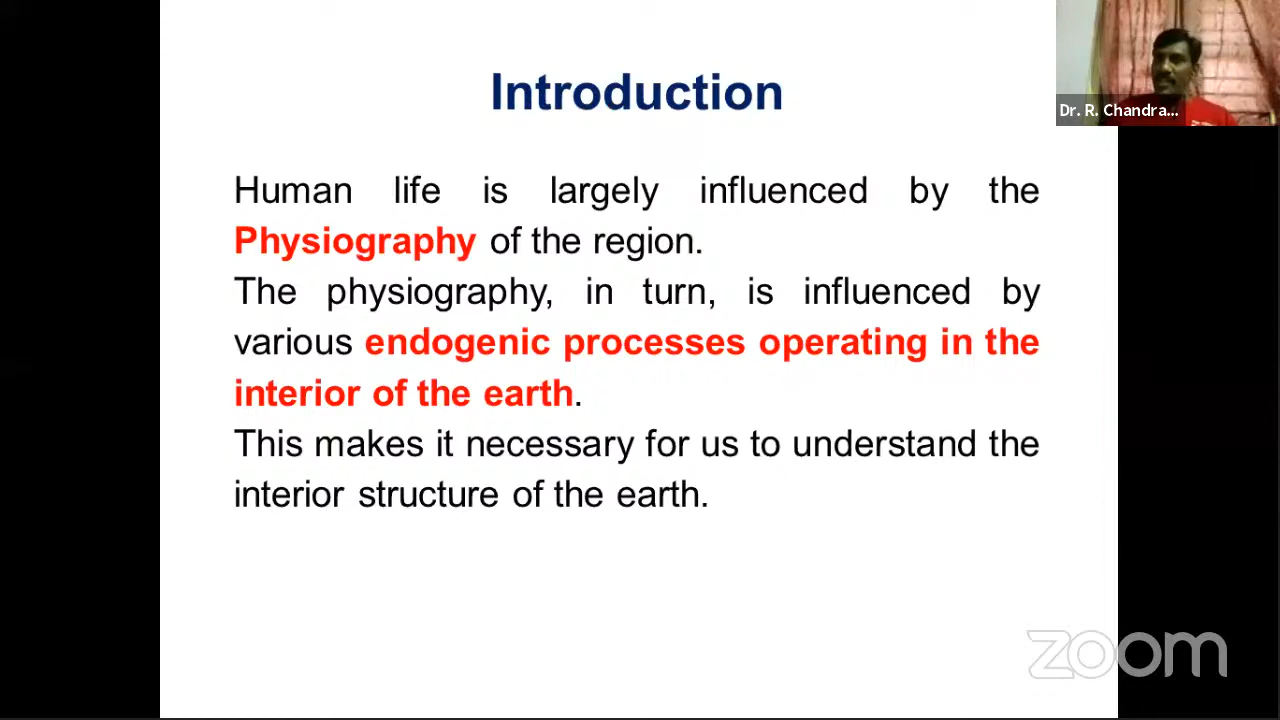 Introduction
Dr. R. Chandra...
Human life is largely influenced by the
Physiography of the region.
The physiography, in turn, is influenced by
various endogenic processes operating in the
interior of the earth.
This makes it necessary for us to understand the
interior structure of the earth.
zoom